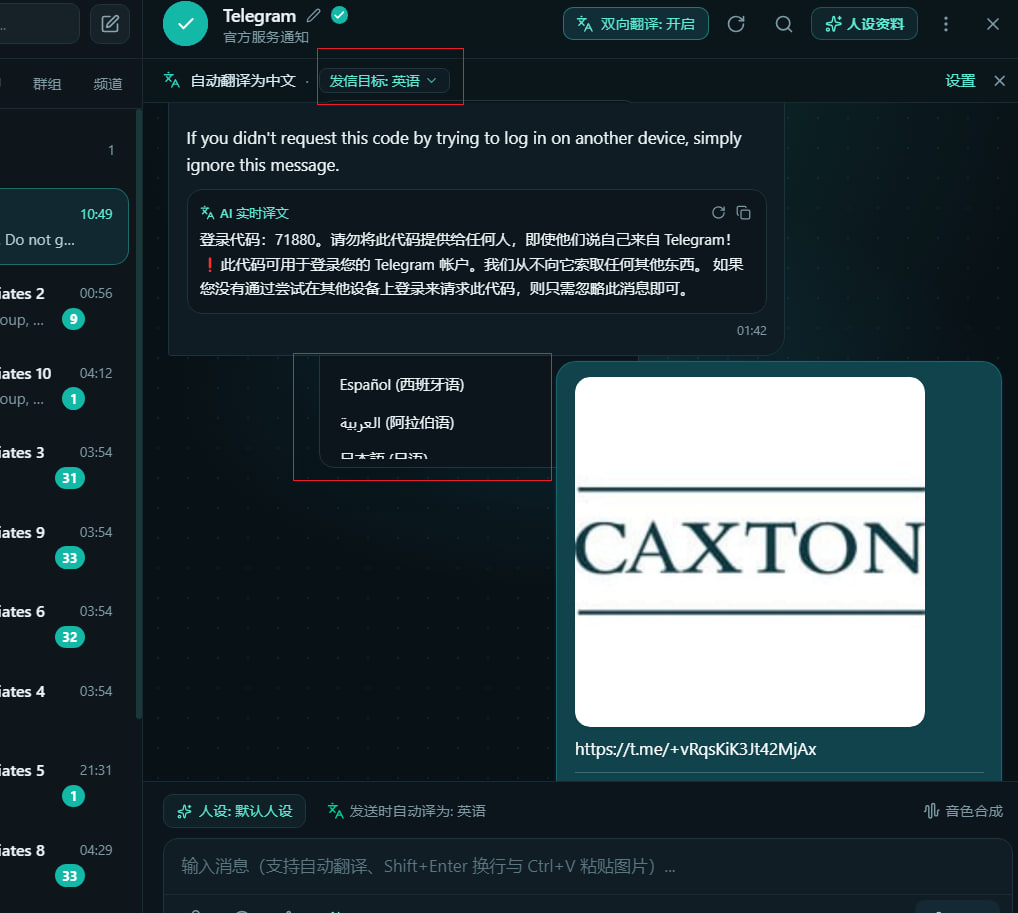 ...
Telegram
官方服务通知
双向翻译: 开启
人设资料
群组
频道
自动翻译为中文 ·
发信目标: 英语
设置
1
10:49
Do not g...
iates 2
00:56
oup, ...
9
iates 10
04:12
oup, ...
1
iates 3
03:54
31
iates 9
03:54
33
iates 6
03:54
32
iates 4
03:54
iates 5
21:31
1
iates 8
04:29
33
If you didn't request this code by trying to log in on another device, simply
ignore this message.
AI 实时译文
登录代码：71880。请勿将此代码提供给任何人，即使他们说自己来自 Telegram！
❗此代码可用于登录您的 Telegram 帐户。我们从不向它索取任何其他东西。 如果
您没有通过尝试在其他设备上登录来请求此代码，则只需忽略此消息即可。
01:42
Español (西班牙语)
العربية (阿拉伯语)
日本語 (日语)
CAXTON
https://t.me/+vRqsKiK3Jt42MjAx
人设: 默认人设
发送时自动译为: 英语
音色合成
输入消息（支持自动翻译、Shift+Enter 换行与 Ctrl+V 粘贴图片）...